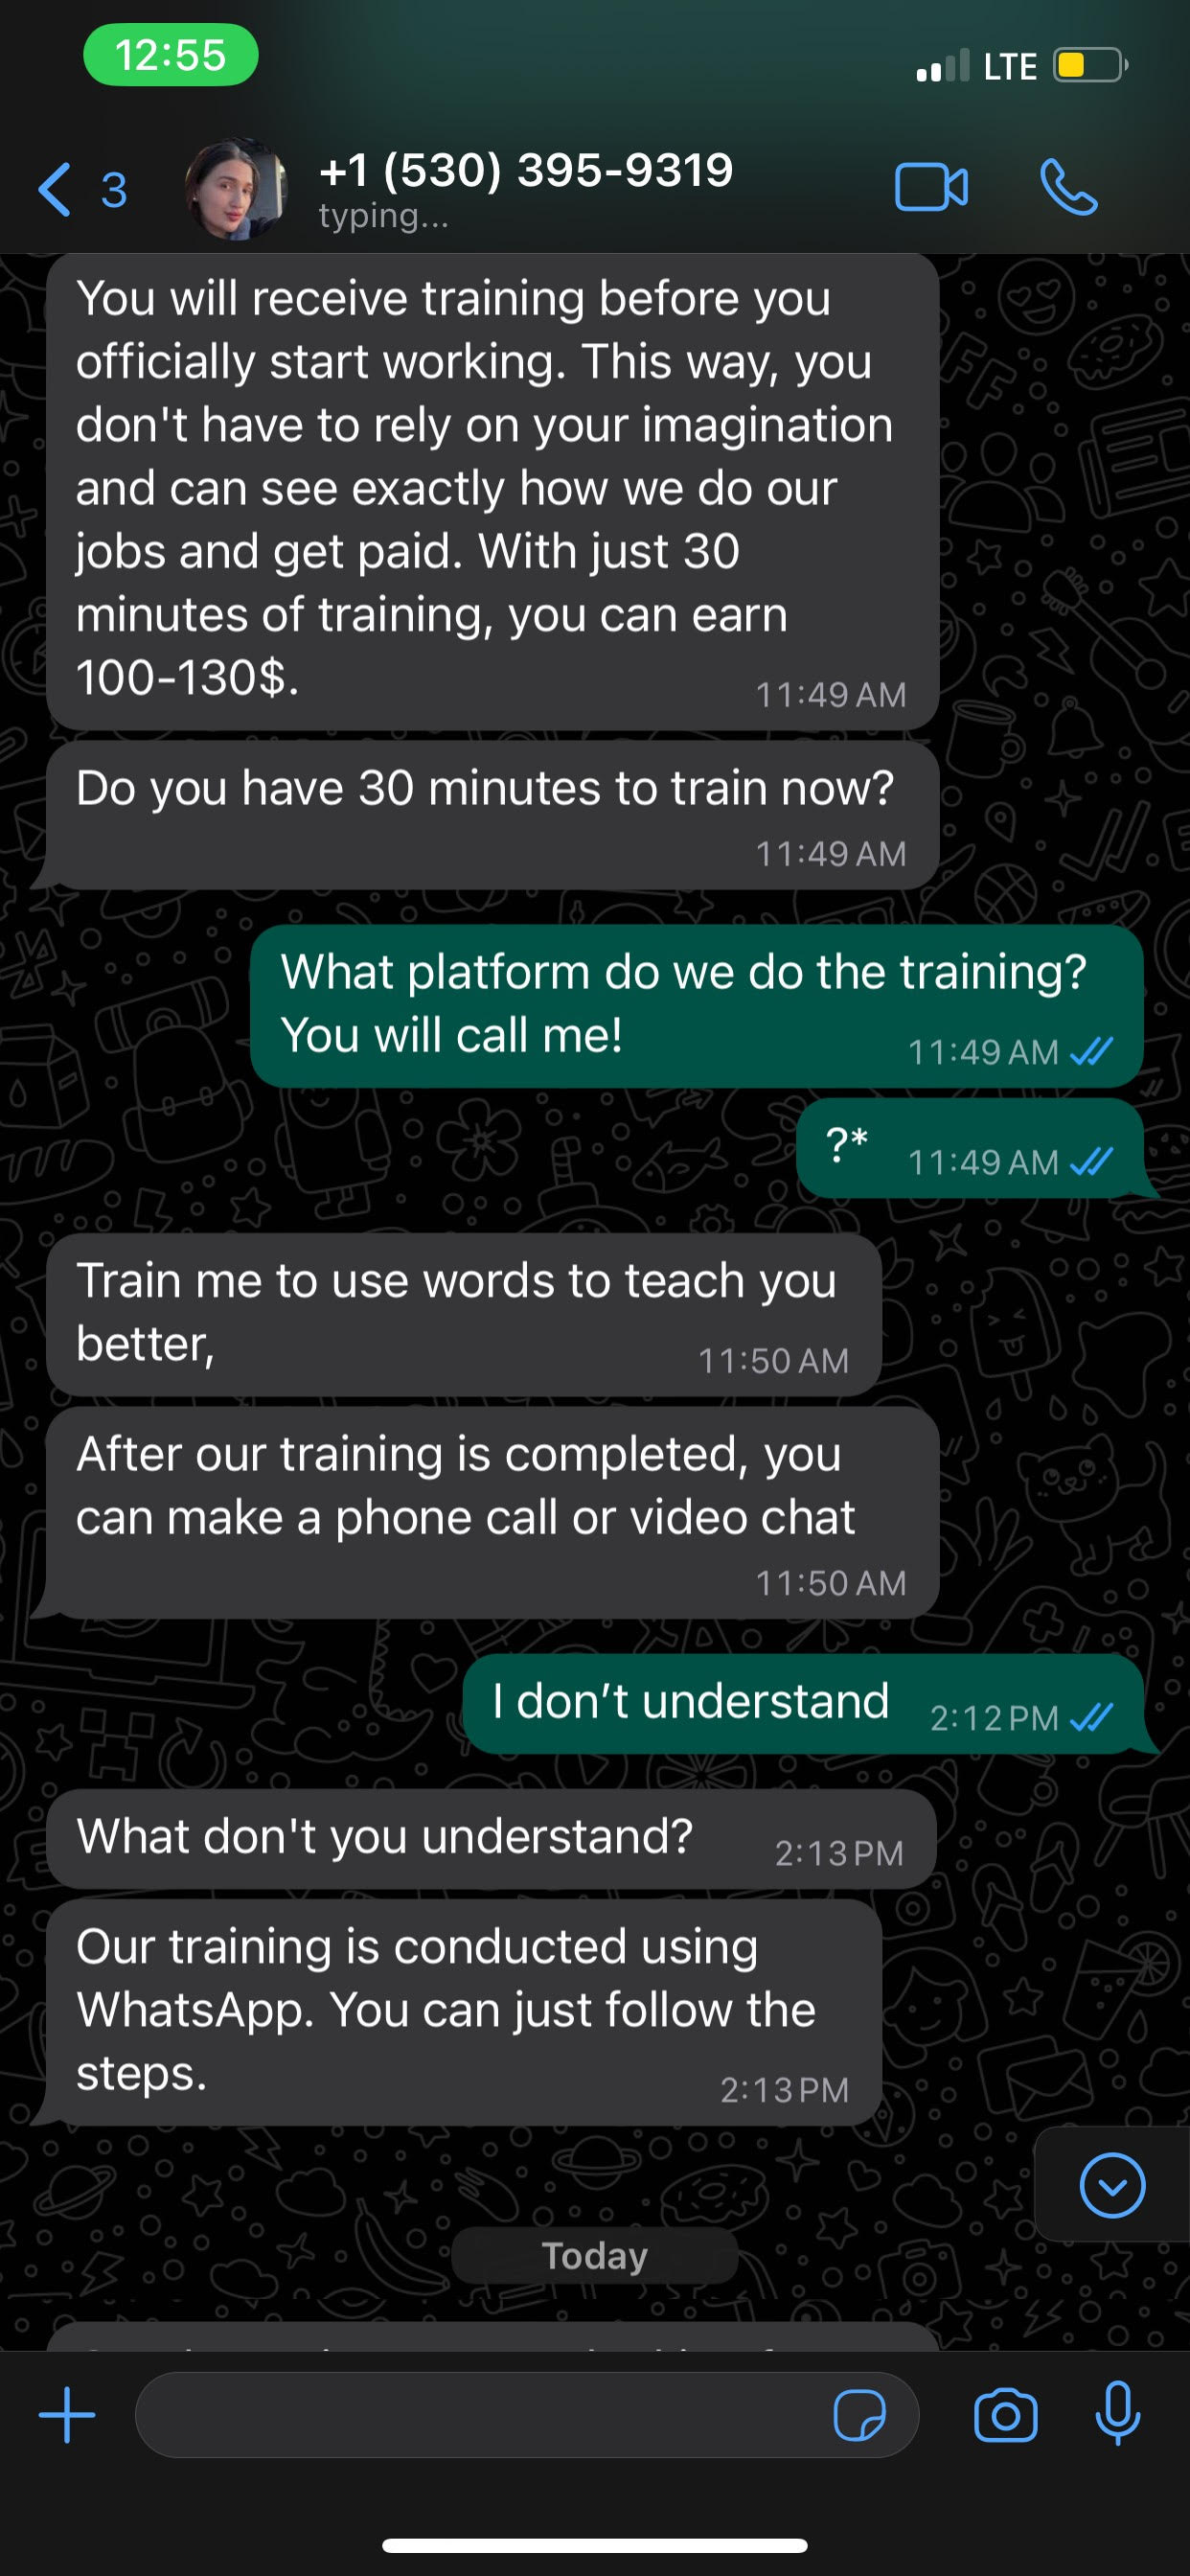 12:55
LTE
3
+1 (530) 395-9319
typing...
You will receive training before you
officially start working. This way, you
don't have to rely on your imagination
and can see exactly how we do our
jobs and get paid. With just 30
minutes of training, you can earn
100-130$.
11:49 AM
Do you have 30 minutes to train now?
11:49 AM
What platform do we do the training?
You will call me!
11:49 AM
?*
11:49 AM
Train me to use words to teach you
better,
11:50 AM
After our training is completed, you
can make a phone call or video chat
11:50 AM
I don’t understand
2:12 PM
What don't you understand?
2:13 PM
Our training is conducted using
WhatsApp. You can just follow the
steps.
2:13 PM
Today